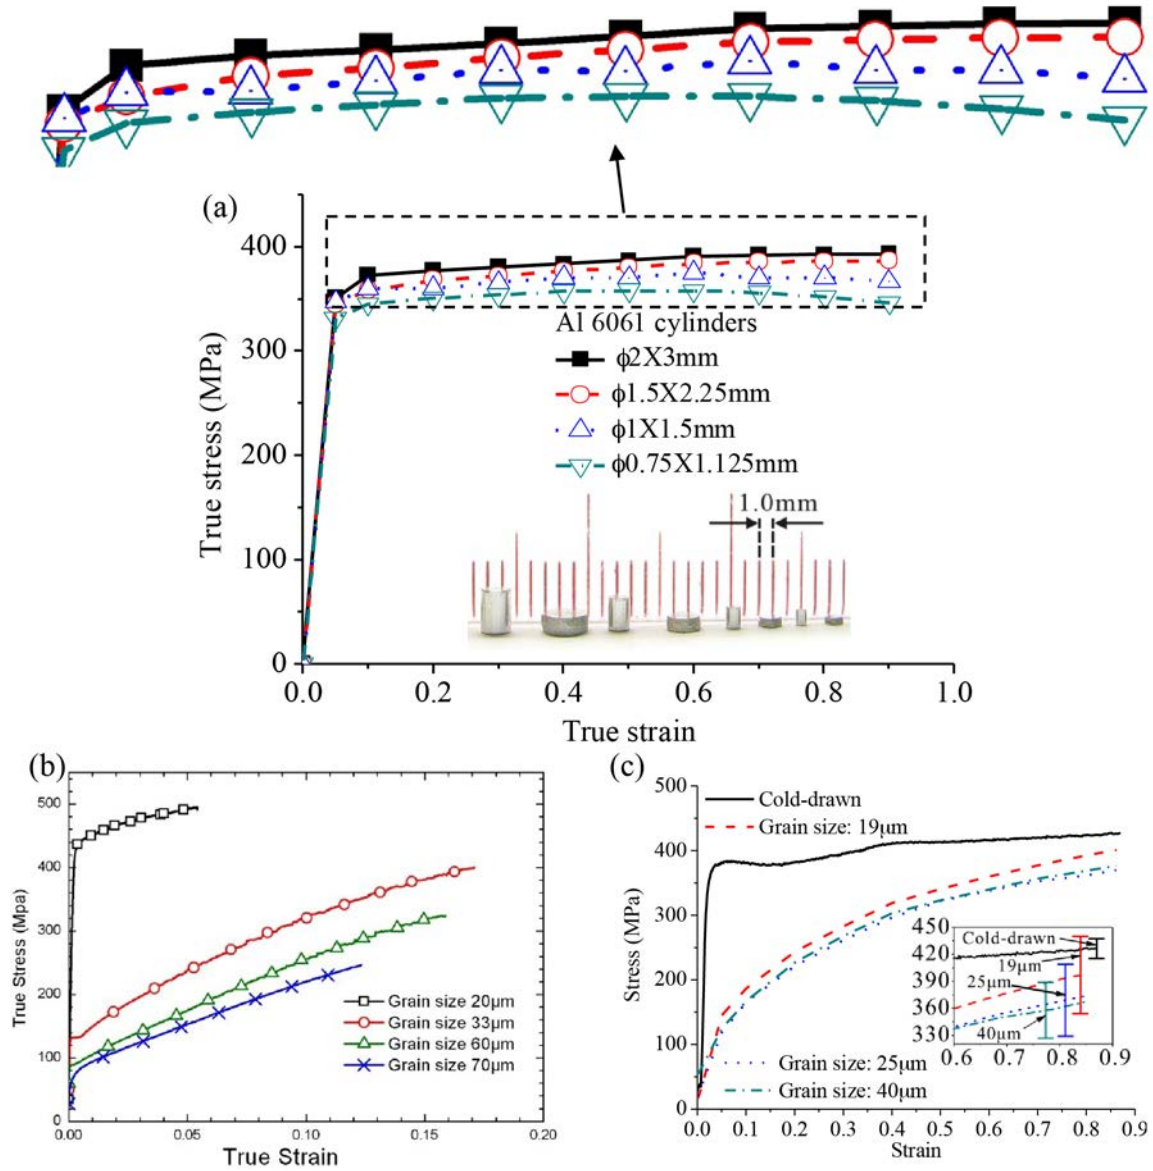 (a)
400
300
200
100
0
True stress (MPa)
Al 6061 cylinders
ϕ2X3mm
ϕ1.5X2.25mm
ϕ1X1.5mm
ϕ0.75X1.125mm
1.0mm
0.0 0.2 0.4 0.6 0.8 1.0
True strain
(b)
500
400
300
200
100
0
True Stress (Mpa)
Grain size 20μm
Grain size 33μm
Grain size 60μm
Grain size 70μm
0.00 0.05 0.10 0.15 0.20
True Strain
(c)
500
400
300
200
100
0
Stress (MPa)
Cold-drawn
Grain size: 19μm
450
420
390
360
330
Cold-drawn
19μm
25μm
40μm
0.6 0.7 0.8 0.9
Grain size: 25μm
Grain size: 40μm
0.0 0.1 0.2 0.3 0.4 0.5 0.6 0.7 0.8 0.9
Strain